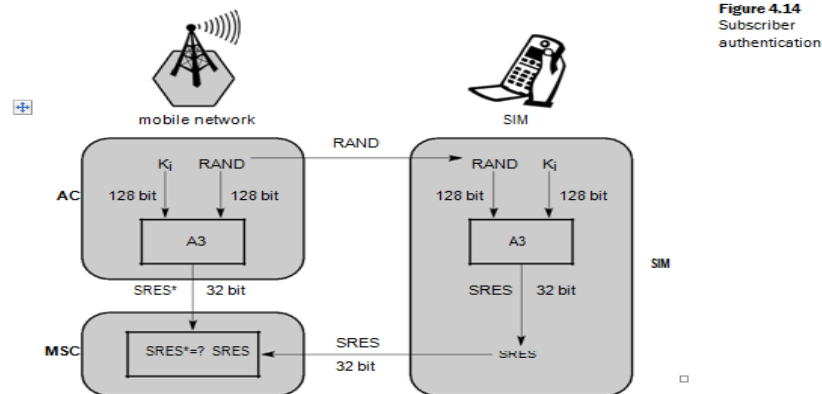 Figure 4.14
Subscriber
authentication
mobile network
SIM
RAND
Ki RAND
RAND Ki
AC
128 bit 128 bit
128 bit 128 bit
A3
A3
SIM
SRES* 32 bit
SRES 32 bit
MSC
SRES*=? SRES
SRES
32 bit
SRES